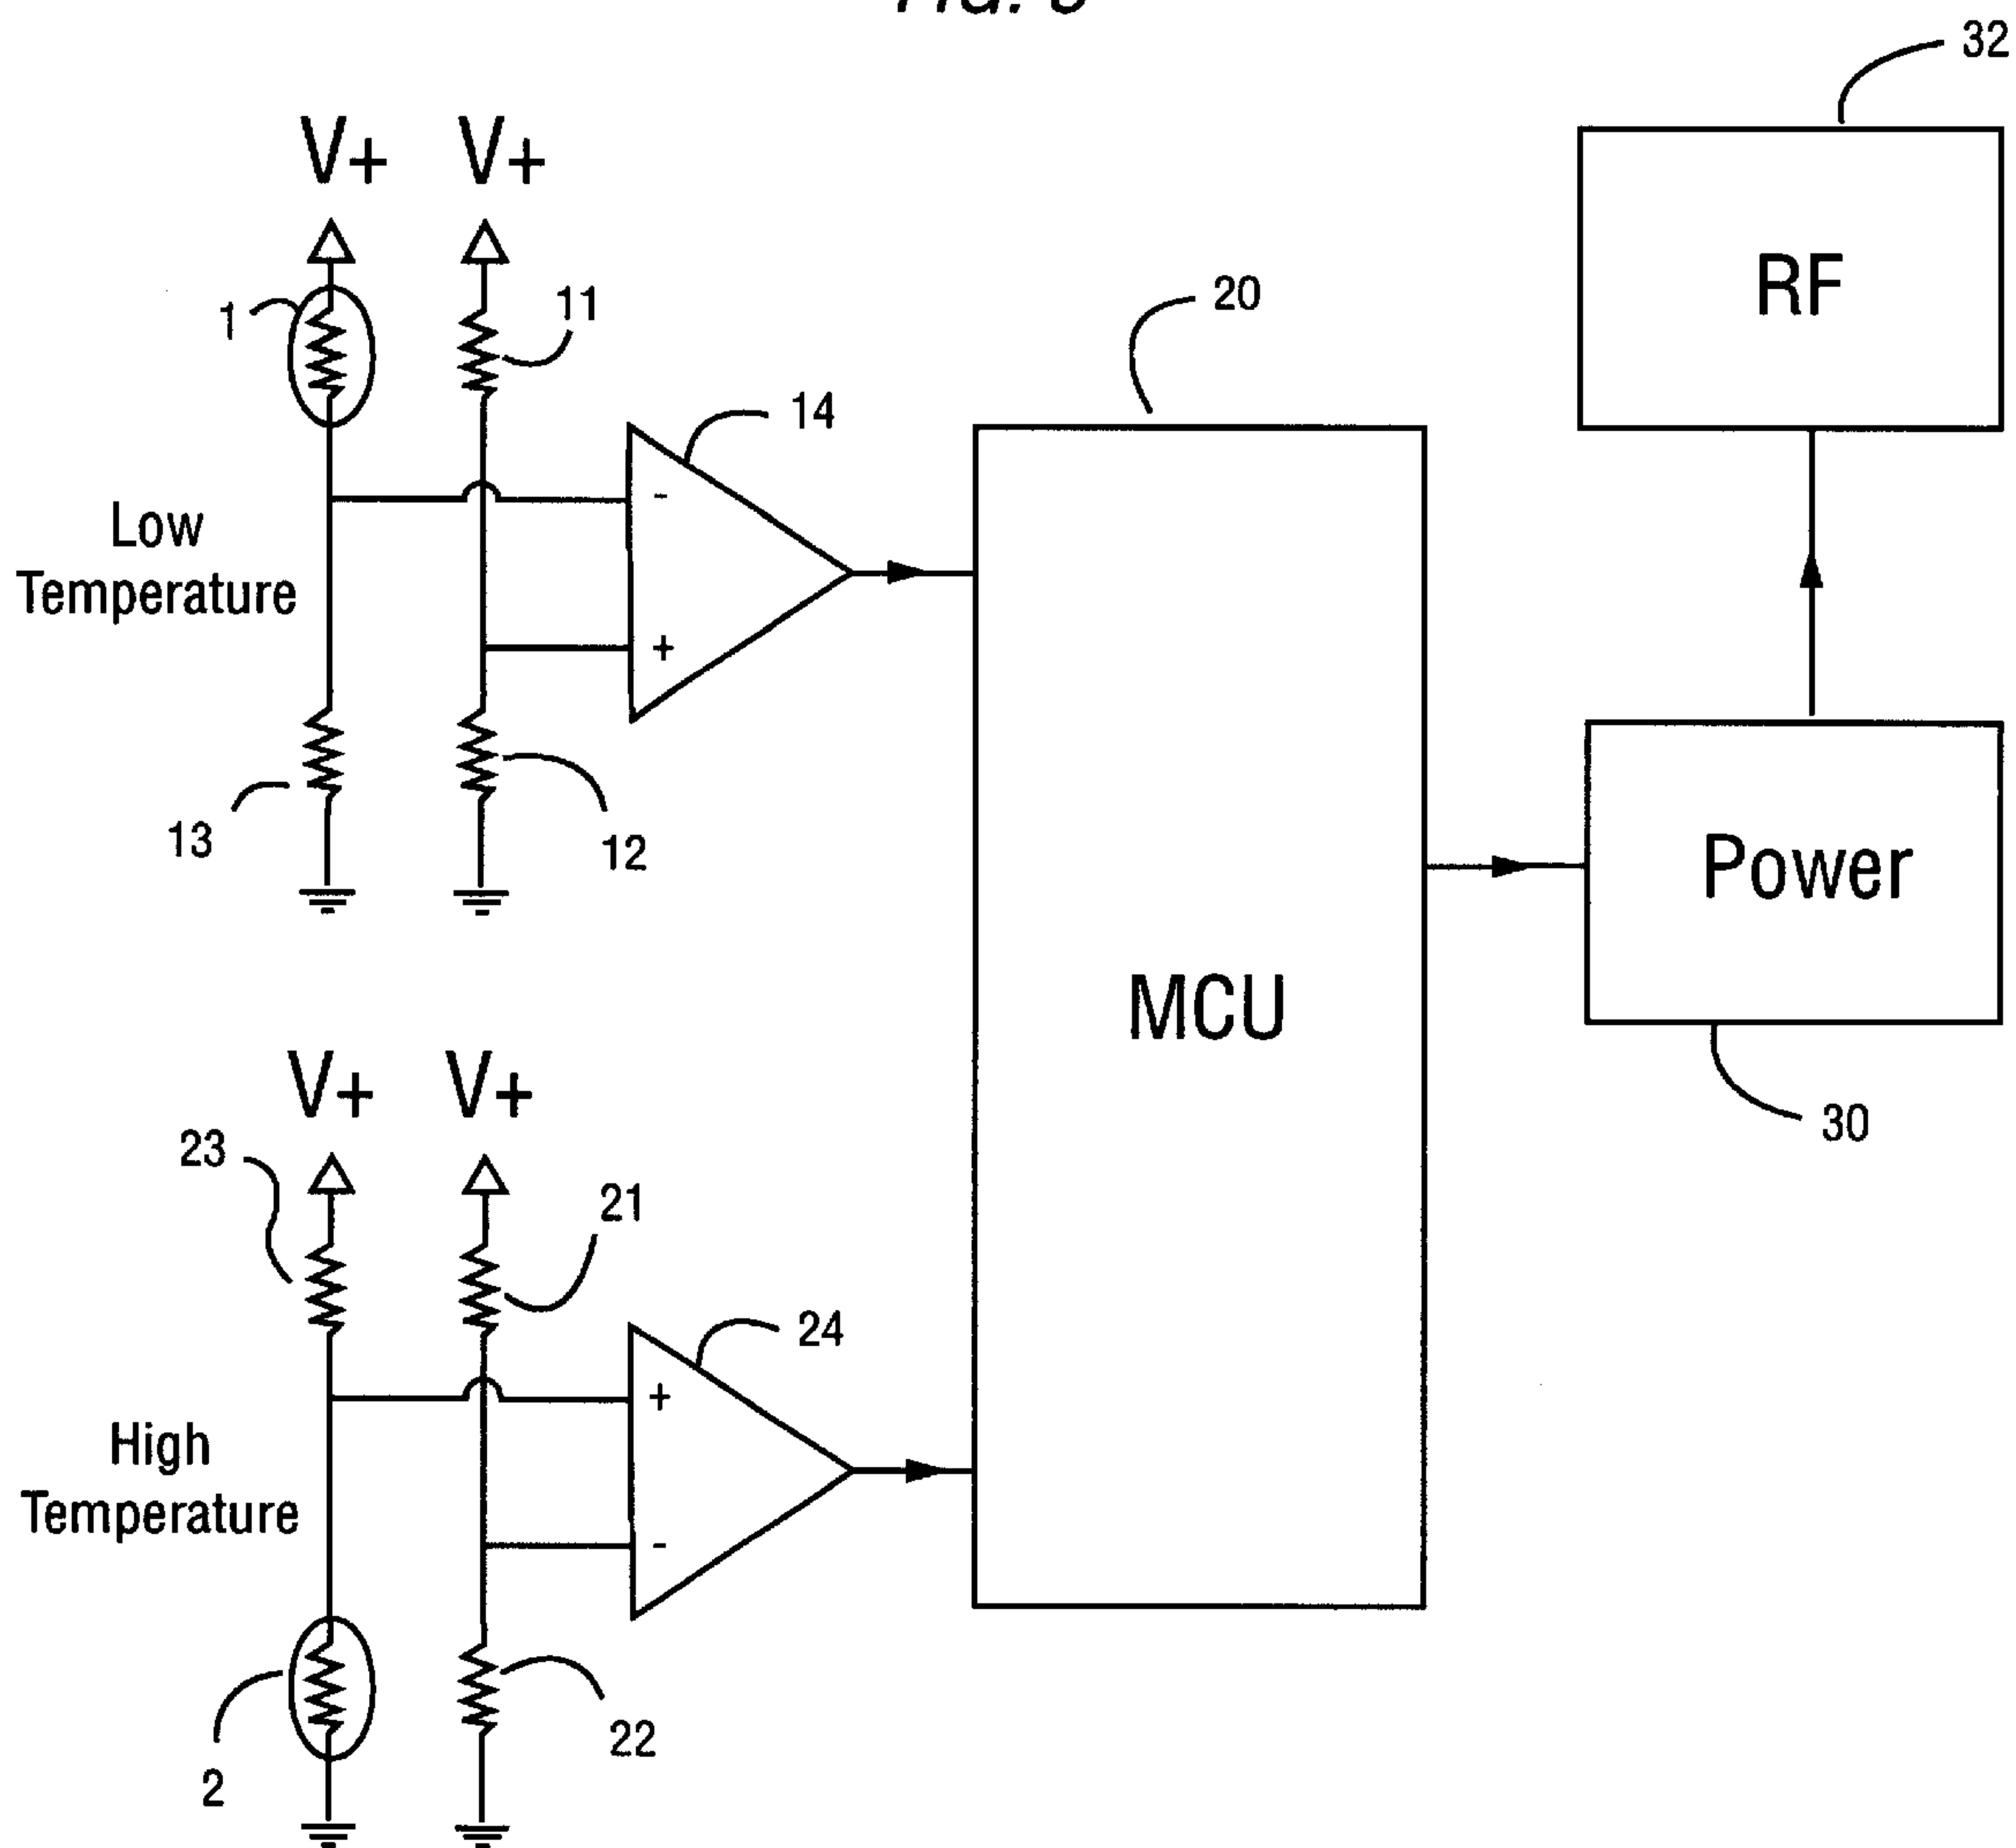 32
V+ V+
RF
1
11
20
14
-
Low
Temperature
+
13
12
Power
MCU
30
V+ V+
23
21
24
+
High
Temperature
-
2
22